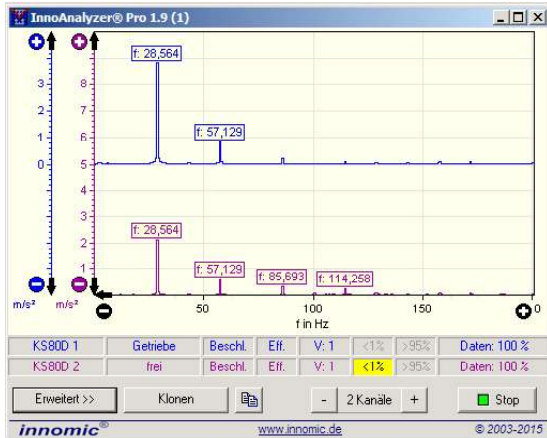 InnoAnalyzer® Pro 1.9 (1)
f: 28,564
f: 57,129
3
2
1
0
9
8
7
6
5
4
3
2
1
f: 28,564
f: 57,129
f: 85,693
f: 114,258
m/s² m/s²
50 100 150
f in Hz
KS80D 1 Getriebe Beschl. Eff. V: 1 <1% >95% Daten: 100 %
KS80D 2 frei Beschl. Eff. V: 1 <1% >95% Daten: 100 %
Erweitert >> Klonen - 2 Kanäle + Stop
innomic® www.innomic.de © 2003-2015